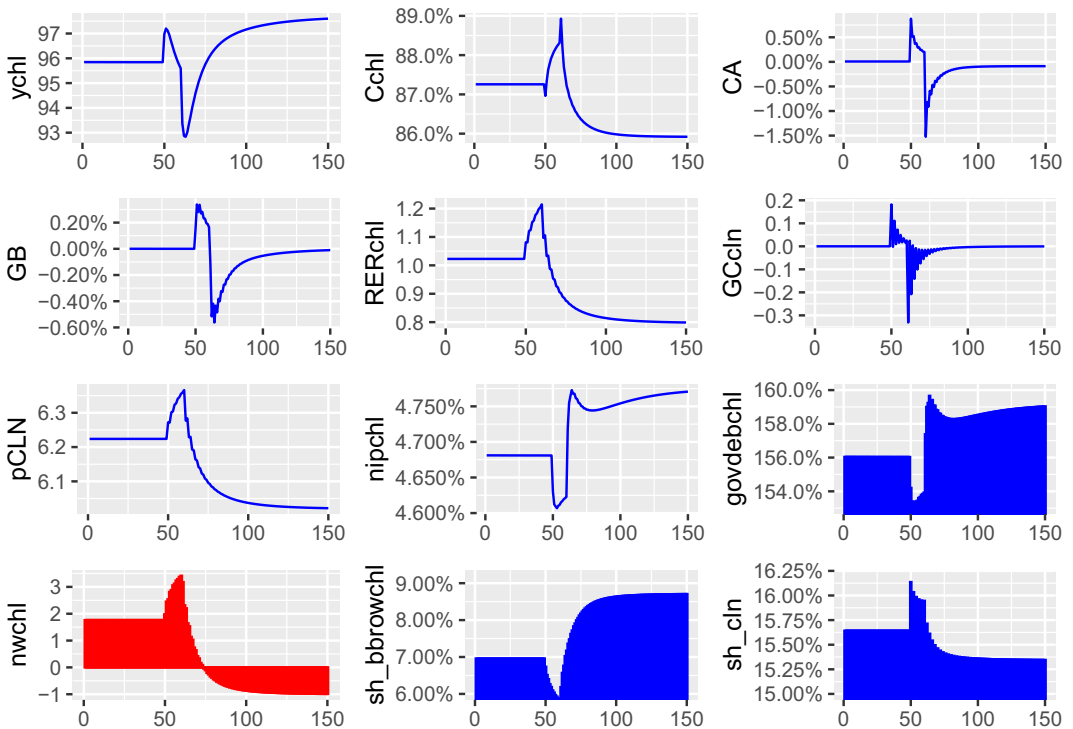 ychl
97
96
95
94
93
0 50 100 150
Cchl
89.0%
88.0%
87.0%
86.0%
0 50 100 150
CA
0.50%
0.00%
−0.50%
−1.00%
−1.50%
0 50 100 150
GB
0.20%
0.00%
−0.20%
−0.40%
−0.60%
0 50 100 150
RERchl
1.2
1.1
1.0
0.9
0.8
0 50 100 150
GCcln
0.2
0.1
0.0
−0.1
−0.2
−0.3
0 50 100 150
pCLN
6.3
6.2
6.1
0 50 100 150
nipchl
4.750%
4.700%
4.650%
4.600%
0 50 100 150
govdebchl
160.0%
158.0%
156.0%
154.0%
0 50 100 150
nwchl
3
2
1
0
−1
0 50 100 150
sh_bbrowchl
9.00%
8.00%
7.00%
6.00%
0 50 100 150
sh_cln
16.25%
16.00%
15.75%
15.50%
15.25%
15.00%
0 50 100 150